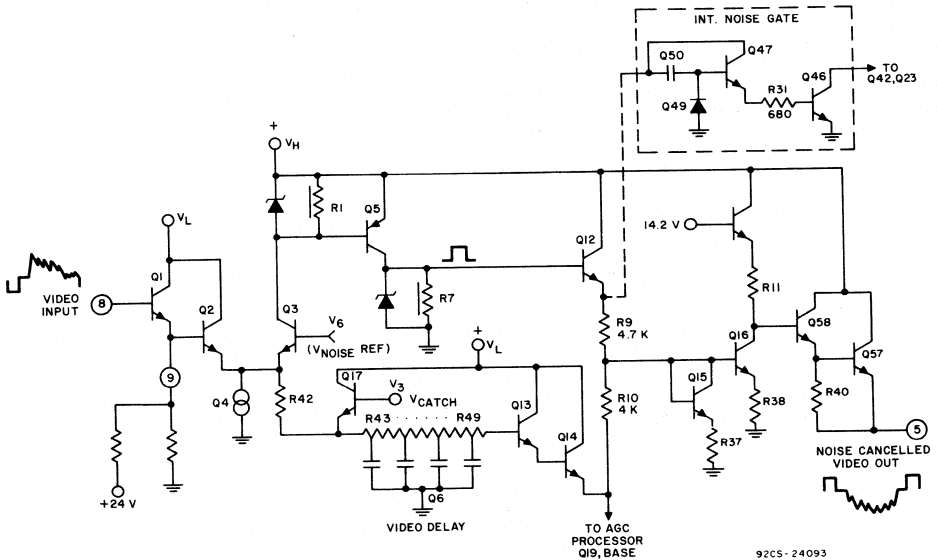 INT. NOISE GATE
Q50
Q47
Q46
TO
Q42, Q23
Q49
R31
680
+
VH
VL
R1
Q5
Q12
14.2 V
R11
VIDEO
INPUT
8
Q1
Q2
Q3
V6
(VNOISE REF)
R7
R9
4.7 K
Q16
Q58
Q57
9
Q4
R42
Q17
V3
VCATCH
+
VL
R43 . . . . . . R49
Q13
Q14
R10
4 K
Q15
R37
R38
R40
5
+24 V
Q6
VIDEO DELAY
TO AGC
PROCESSOR
Q19, BASE
NOISE CANCELLED
VIDEO OUT
92CS-24093